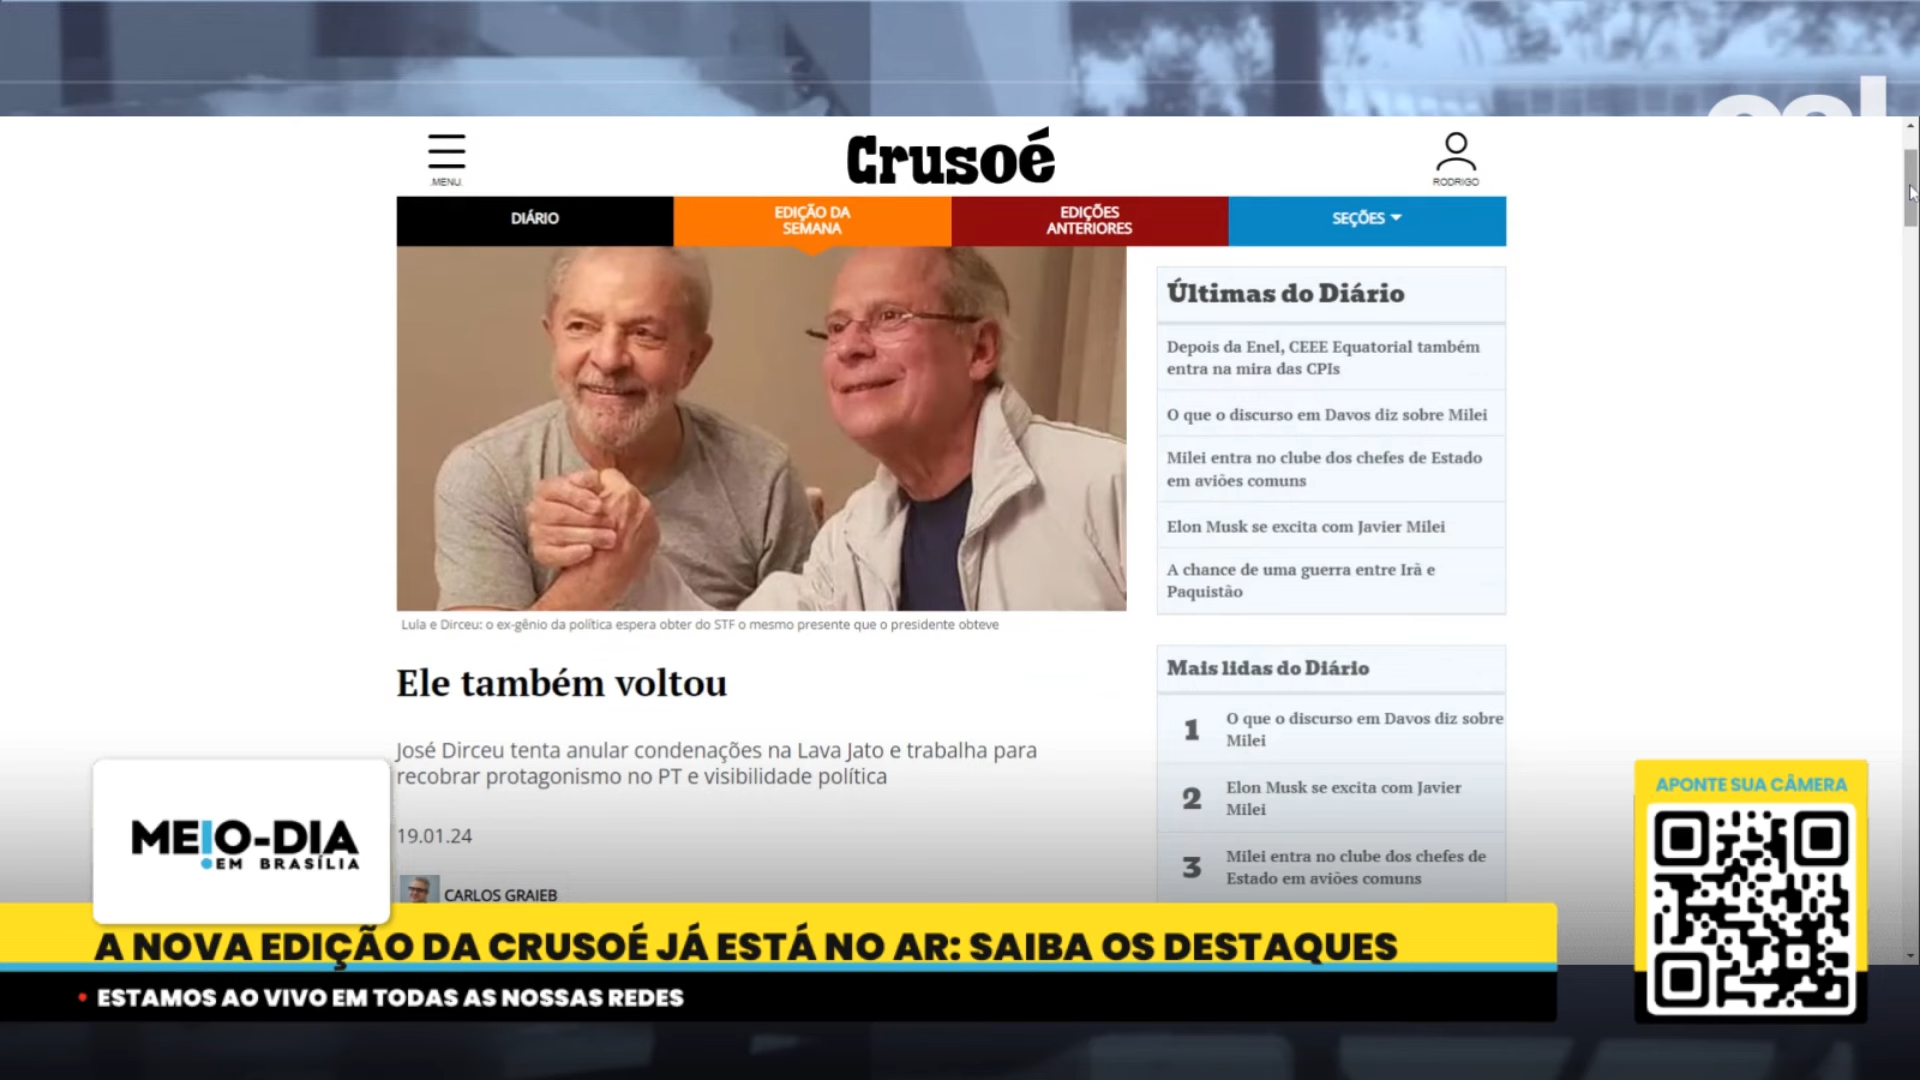 MENU
Crusoé
RODRIGO
DIÁRIO
EDIÇÃO DA
SEMANA
EDIÇÕES
ANTERIORES
SEÇÕES
Lula e Dirceu: o ex-gênio da política espera obter do STF o mesmo presente que o presidente obteve
Ele também voltou
José Dirceu tenta anular condenações na Lava Jato e trabalha para
recobrar protagonismo no PT e visibilidade política
19.01.24
CARLOS GRAIEB
Últimas do Diário
Depois da Enel, CEEE Equatorial também
entra na mira das CPIs
O que o discurso em Davos diz sobre Milei
Milei entra no clube dos chefes de Estado
em aviões comuns
Elon Musk se excita com Javier Milei
A chance de uma guerra entre Irã e
Paquistão
Mais lidas do Diário
1 O que o discurso em Davos diz sobre
Milei
2 Elon Musk se excita com Javier
Milei
3 Milei entra no clube dos chefes de
Estado em aviões comuns
MEIO-DIA
EM BRASÍLIA
APONTE SUA CÂMERA
A NOVA EDIÇÃO DA CRUSOÉ JÁ ESTÁ NO AR: SAIBA OS DESTAQUES
• ESTAMOS AO VIVO EM TODAS AS NOSSAS REDES